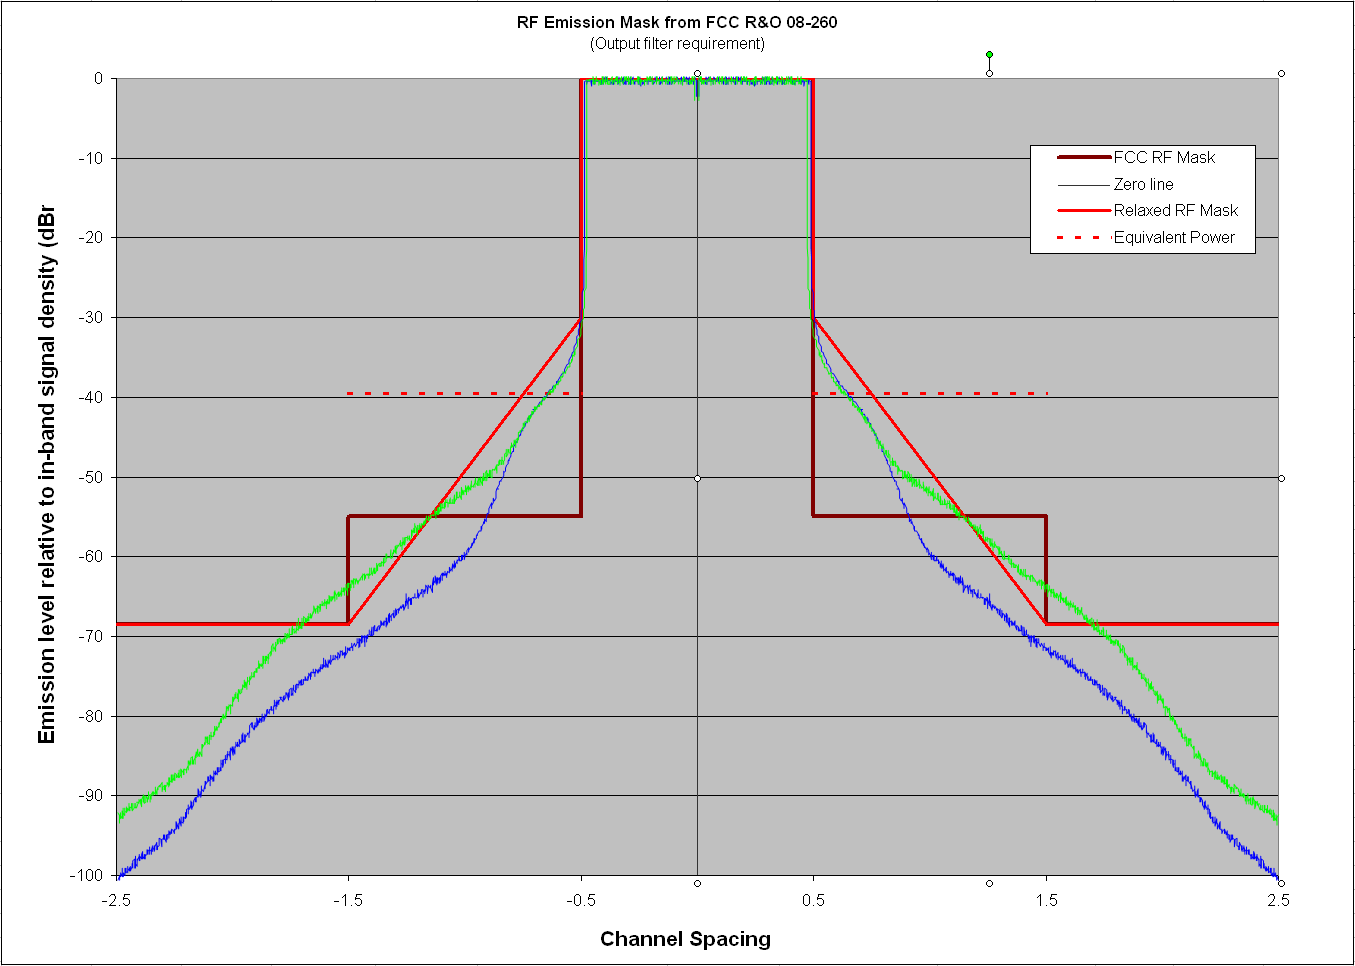 RF Emission Mask from FCC R&O 08-260
(Output filter requirement)
Emission level relative to in-band signal density (dBr
0
-10
-20
-30
-40
-50
-60
-70
-80
-90
-100
FCC RF Mask
Zero line
Relaxed RF Mask
Equivalent Power
-2.5 -1.5 -0.5 0.5 1.5 2.5
Channel Spacing